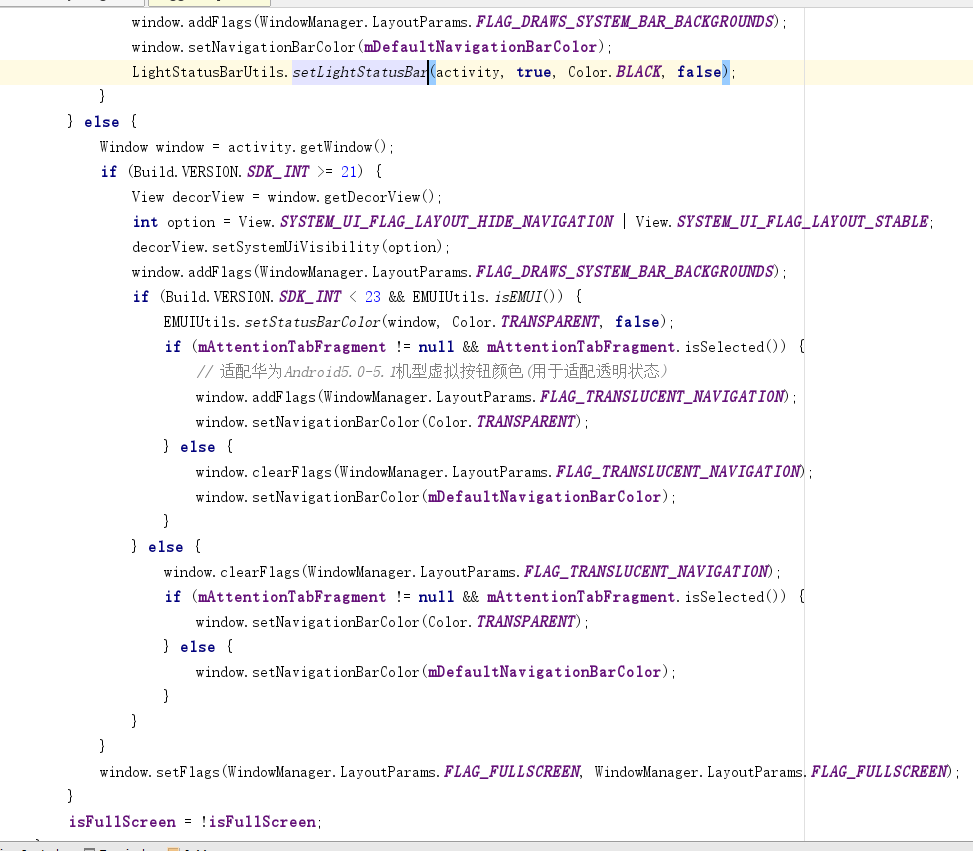 window.addFlags(WindowManager.LayoutParams.FLAG_DRAWS_SYSTEM_BAR_BACKGROUNDS);
window.setNavigationBarColor(mDefaultNavigationBarColor);
LightStatusBarUtils.setLightStatusBar(activity, true, Color.BLACK, false);
}
} else {
Window window = activity.getWindow();
if (Build.VERSION.SDK_INT >= 21) {
View decorView = window.getDecorView();
int option = View.SYSTEM_UI_FLAG_LAYOUT_HIDE_NAVIGATION | View.SYSTEM_UI_FLAG_LAYOUT_STABLE;
decorView.setSystemUiVisibility(option);
window.addFlags(WindowManager.LayoutParams.FLAG_DRAWS_SYSTEM_BAR_BACKGROUNDS);
if (Build.VERSION.SDK_INT < 23 && EMUIUtils.isEMUI()) {
EMUIUtils.setStatusBarColor(window, Color.TRANSPARENT, false);
if (mAttentionTabFragment != null && mAttentionTabFragment.isSelected()) {
// 适配华为Android5.0-5.1机型虚拟按钮颜色(用于适配透明状态)
window.addFlags(WindowManager.LayoutParams.FLAG_TRANSLUCENT_NAVIGATION);
window.setNavigationBarColor(Color.TRANSPARENT);
} else {
window.clearFlags(WindowManager.LayoutParams.FLAG_TRANSLUCENT_NAVIGATION);
window.setNavigationBarColor(mDefaultNavigationBarColor);
}
} else {
window.clearFlags(WindowManager.LayoutParams.FLAG_TRANSLUCENT_NAVIGATION);
if (mAttentionTabFragment != null && mAttentionTabFragment.isSelected()) {
window.setNavigationBarColor(Color.TRANSPARENT);
} else {
window.setNavigationBarColor(mDefaultNavigationBarColor);
}
}
}
window.setFlags(WindowManager.LayoutParams.FLAG_FULLSCREEN, WindowManager.LayoutParams.FLAG_FULLSCREEN);
}
isFullScreen = !isFullScreen;